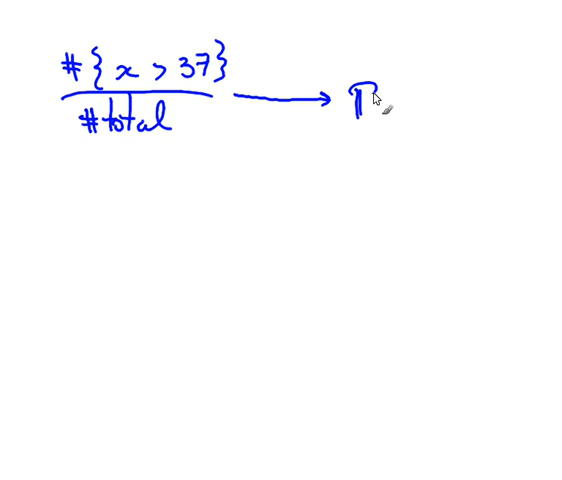 #{ x > 37}
#total ⟶ ℙ